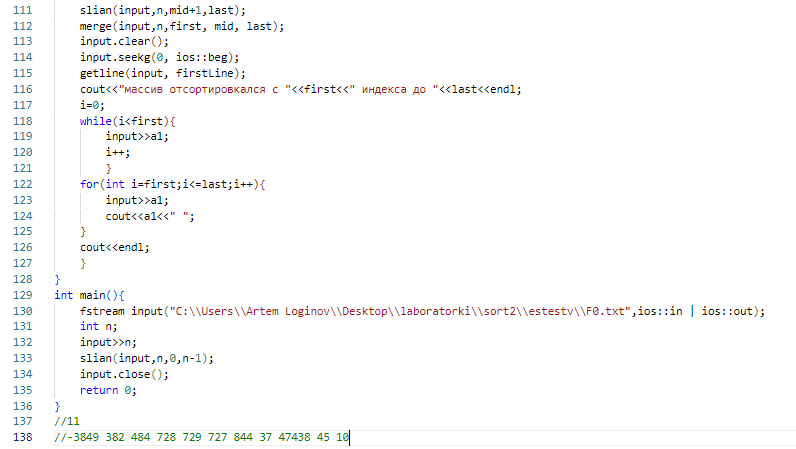 111 slian(input,n,mid+1,last);
112 merge(input,n,first, mid, last);
113 input.clear();
114 input.seekg(0, ios::beg);
115 getline(input, firstLine);
116 cout<<"массив отсортировкался с "<<first<<" индекса до "<<last<<endl;
117 i=0;
118 while(i<first){
119 input>>a1;
120 i++;
121 }
122 for(int i=first;i<=last;i++){
123 input>>a1;
124 cout<<a1<<" ";
125 }
126 cout<<endl;
127 }
128 }
129 int main(){
130 fstream input("C:\\Users\\Artem Loginov\\Desktop\\laboratorki\\sort2\\estestv\\F0.txt",ios::in | ios::out);
131 int n;
132 input>>n;
133 slian(input,n,0,n-1);
134 input.close();
135 return 0;
136 }
137 //11
138 //-3849 382 484 728 729 727 844 37 47438 45 10